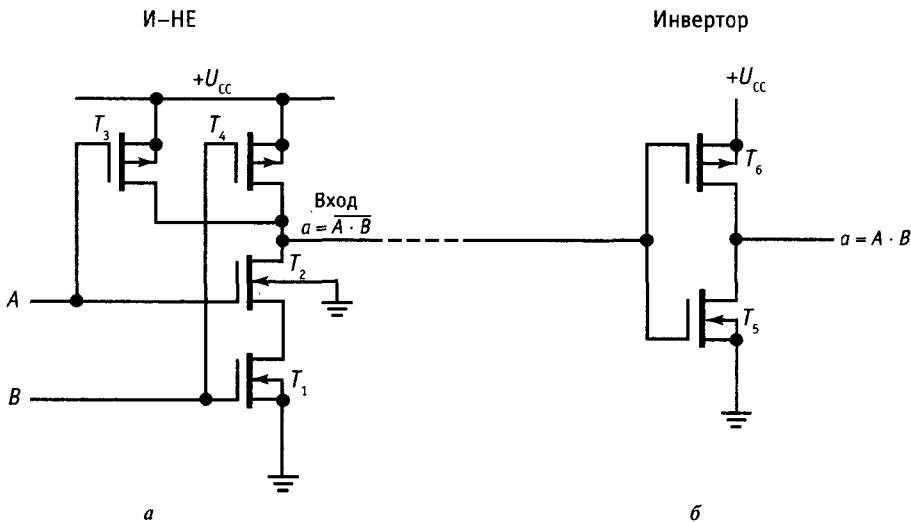 И–НЕ
Инвертор
+U_CC
+U_CC
T_3
T_4
T_6
Вход
a = \overline{A · B}
a = A · B
T_2
A
T_5
B
T_1
а
б